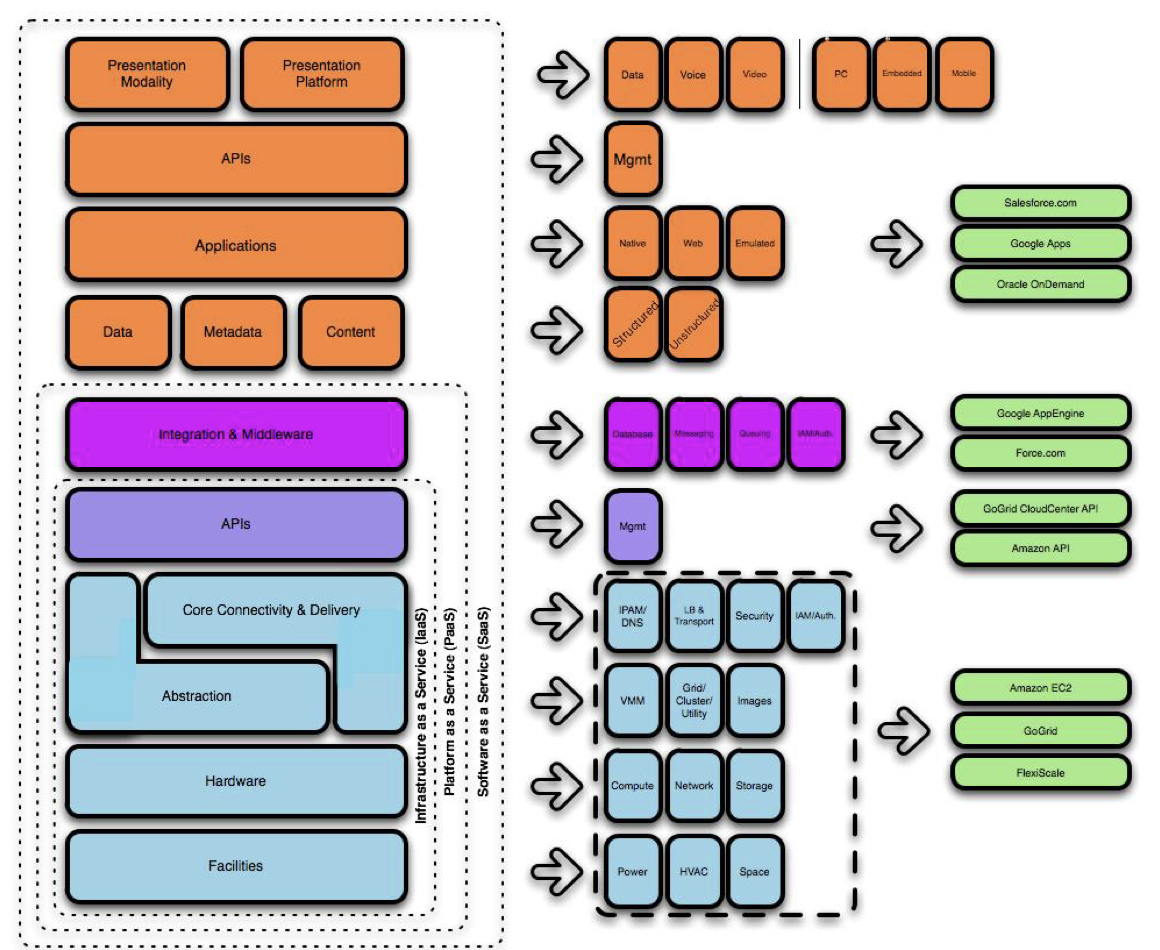 Presentation
Modality
Presentation
Platform
Data
Voice
Video
PC
Embedded
Mobile
APIs
Mgmt
Applications
Native
Web
Emulated
Salesforce.com
Google Apps
Oracle OnDemand
Data
Metadata
Content
Structured
Unstructured
Integration & Middleware
Database
Messaging
Queuing
IAM/Auth.
Google AppEngine
Force.com
APIs
Mgmt
GoGrid CloudCenter API
Amazon API
Core Connectivity & Delivery
IPAM/
DNS
LB &
Transport
Security
IAM/Auth.
Abstraction
VMM
Grid/
Cluster/
Utility
Images
Amazon EC2
GoGrid
FlexiScale
Hardware
Compute
Network
Storage
Facilities
Power
HVAC
Space
Infrastructure as a Service (IaaS)
Platform as a Service (PaaS)
Software as a Service (SaaS)